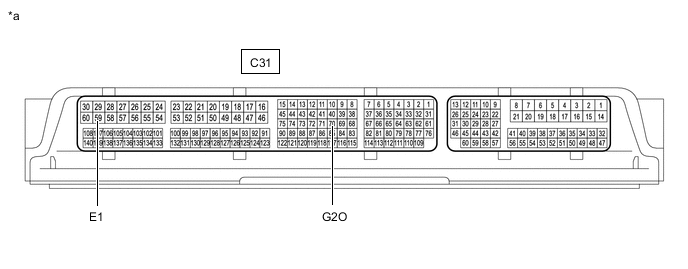 *a
C31
30 29 28 27 26 25 24 23 22 21 20 19 18 17 16 15 14 13 12 11 10 9 8 7 6 5 4 3 2 1 13 12 11 10 9 8 7 6 5 4 3 2 1
60 59 58 57 56 55 54 53 52 51 50 49 48 47 46 45 44 43 42 41 40 39 38 37 36 35 34 33 32 31 26 25 24 23 22 21 20 19 18 17 16 15 14
75 74 73 72 71 70 69 68 67 66 65 64 63 62 61 31 30 29 28 27
108 107 106 105 104 103 102 101 100 99 98 97 96 95 94 93 92 91 90 89 88 87 86 85 84 83 82 81 80 79 78 77 76 46 45 44 43 42 41 40 39 38 37 36 35 34 33 32
140 139 138 137 136 135 134 133 132 131 130 129 128 127 126 125 124 123 122 121 120 119 118 117 116 115 114 113 112 111 110 109 60 59 58 57 56 55 54 53 52 51 50 49 48 47
E1
G2O